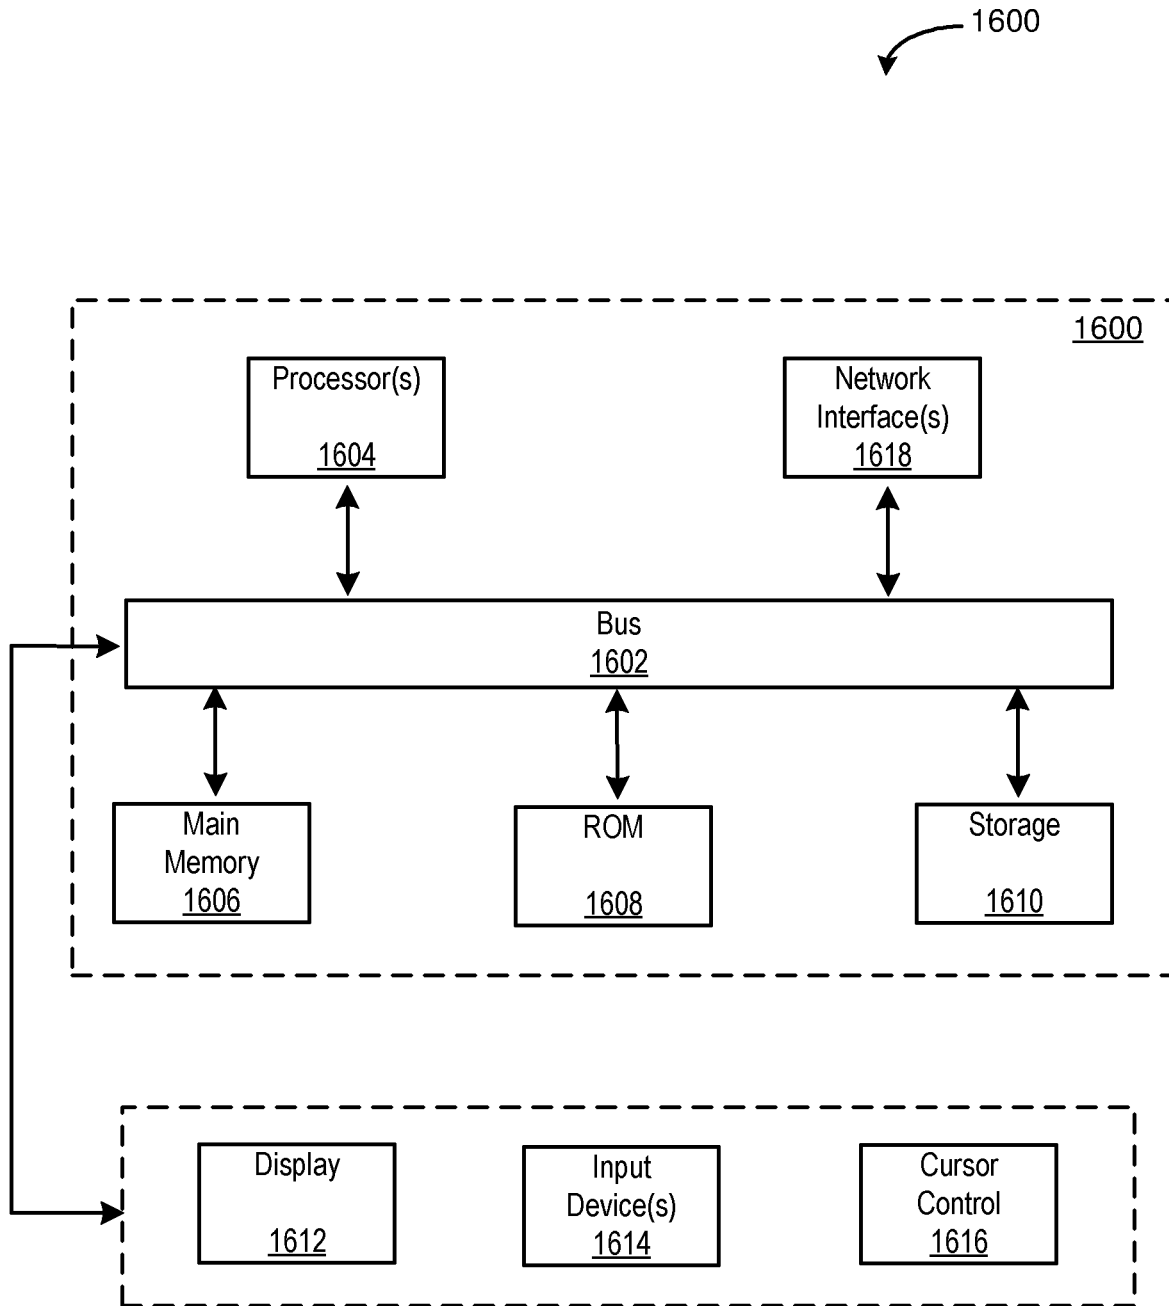 1600
1600
Processor(s)
1604
Network
Interface(s)
1618
Bus
1602
Main
Memory
1606
ROM
1608
Storage
1610
Display
1612
Input
Device(s)
1614
Cursor
Control
1616